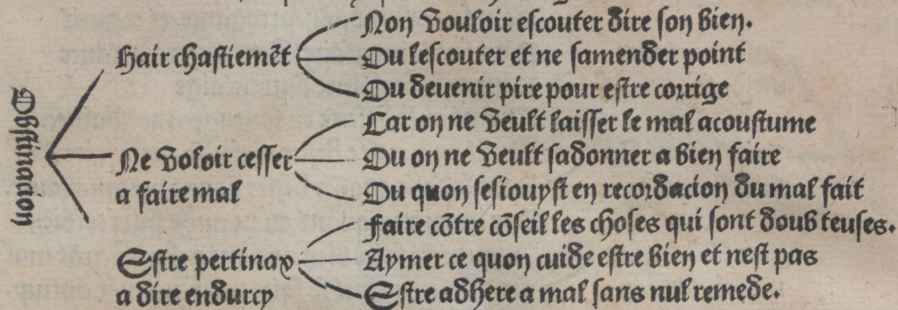 Obstinacion
Hair chastiemēt
Non vouloir escouter dire son bien.
Ou lescouter et ne samender point
Ou devenir pire pour estre corrige
Ne voloir cesser
a faire mal
Car on ne veult laisser le mal acoustume
Ou on ne veult sadonner a bien faire
Ou quon sesiouyst en recordacion du mal fait
Estre pertinax
a dire endurcy
Faire cōtre cōseil les choses qui sont doub teuses.
Aymer ce quon cuide estre bien et nest pas
Estre adhere a mal sans nul remede.